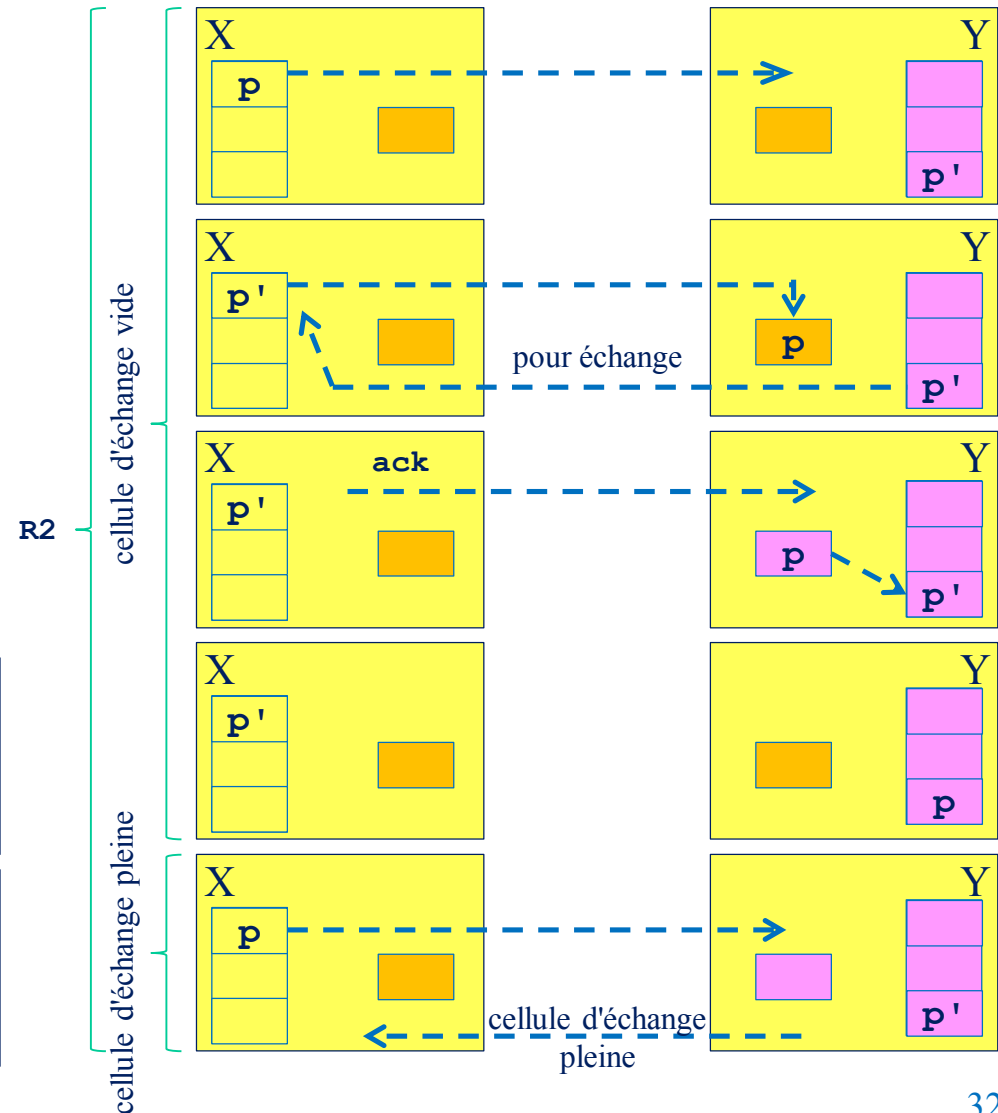 X
Y
p
p'
X
Y
p'
p
pour échange
p'
cellule d'échange vide
X
ack
Y
p'
R2
p
p'
X
Y
p'
p
cellule d'échange pleine
X
Y
p
cellule d'échange
pleine
p'
32